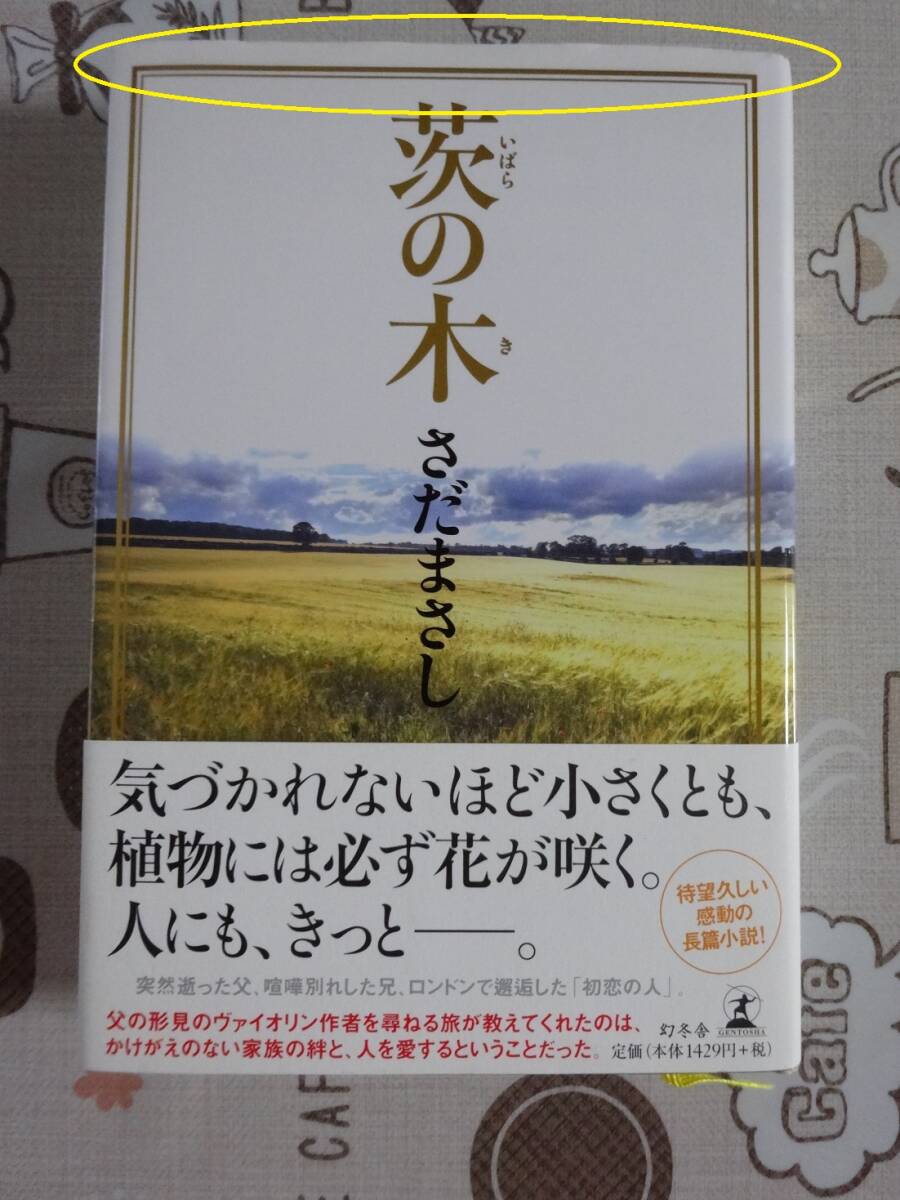 茨の木
いばら
き
さだまさし
気づかれないほど小さくとも、
植物には必ず花が咲く。
人にも、きっと――。
待望久しい
感動の
長篇小説!
突然逝った父、喧嘩別れした兄、ロンドンで邂逅した「初恋の人」。
父の形見のヴァイオリン作者を尋ねる旅が教えてくれたのは、
かけがえのない家族の絆と、人を愛するということだった。
幻冬舎
GENTOSHA
定価(本体1429円+税)
Cafe
CAF